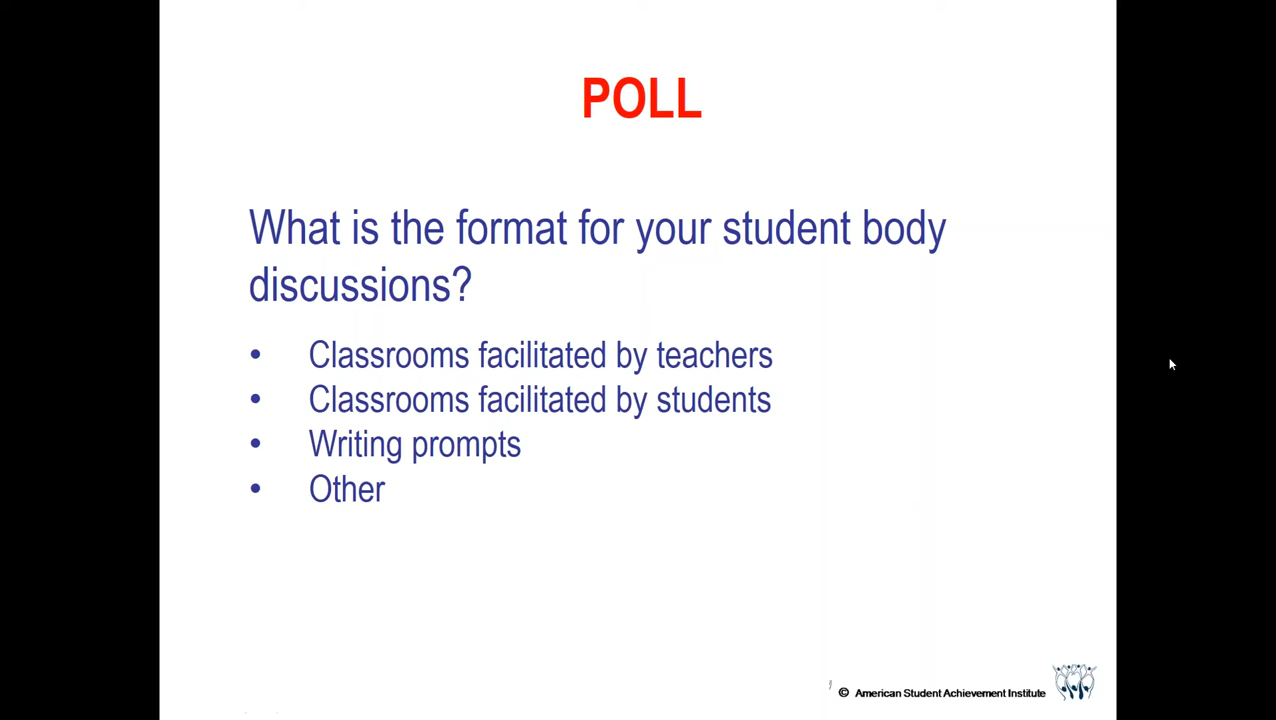 POLL
What is the format for your student body
discussions?
• Classrooms facilitated by teachers
• Classrooms facilitated by students
• Writing prompts
• Other
© American Student Achievement Institute